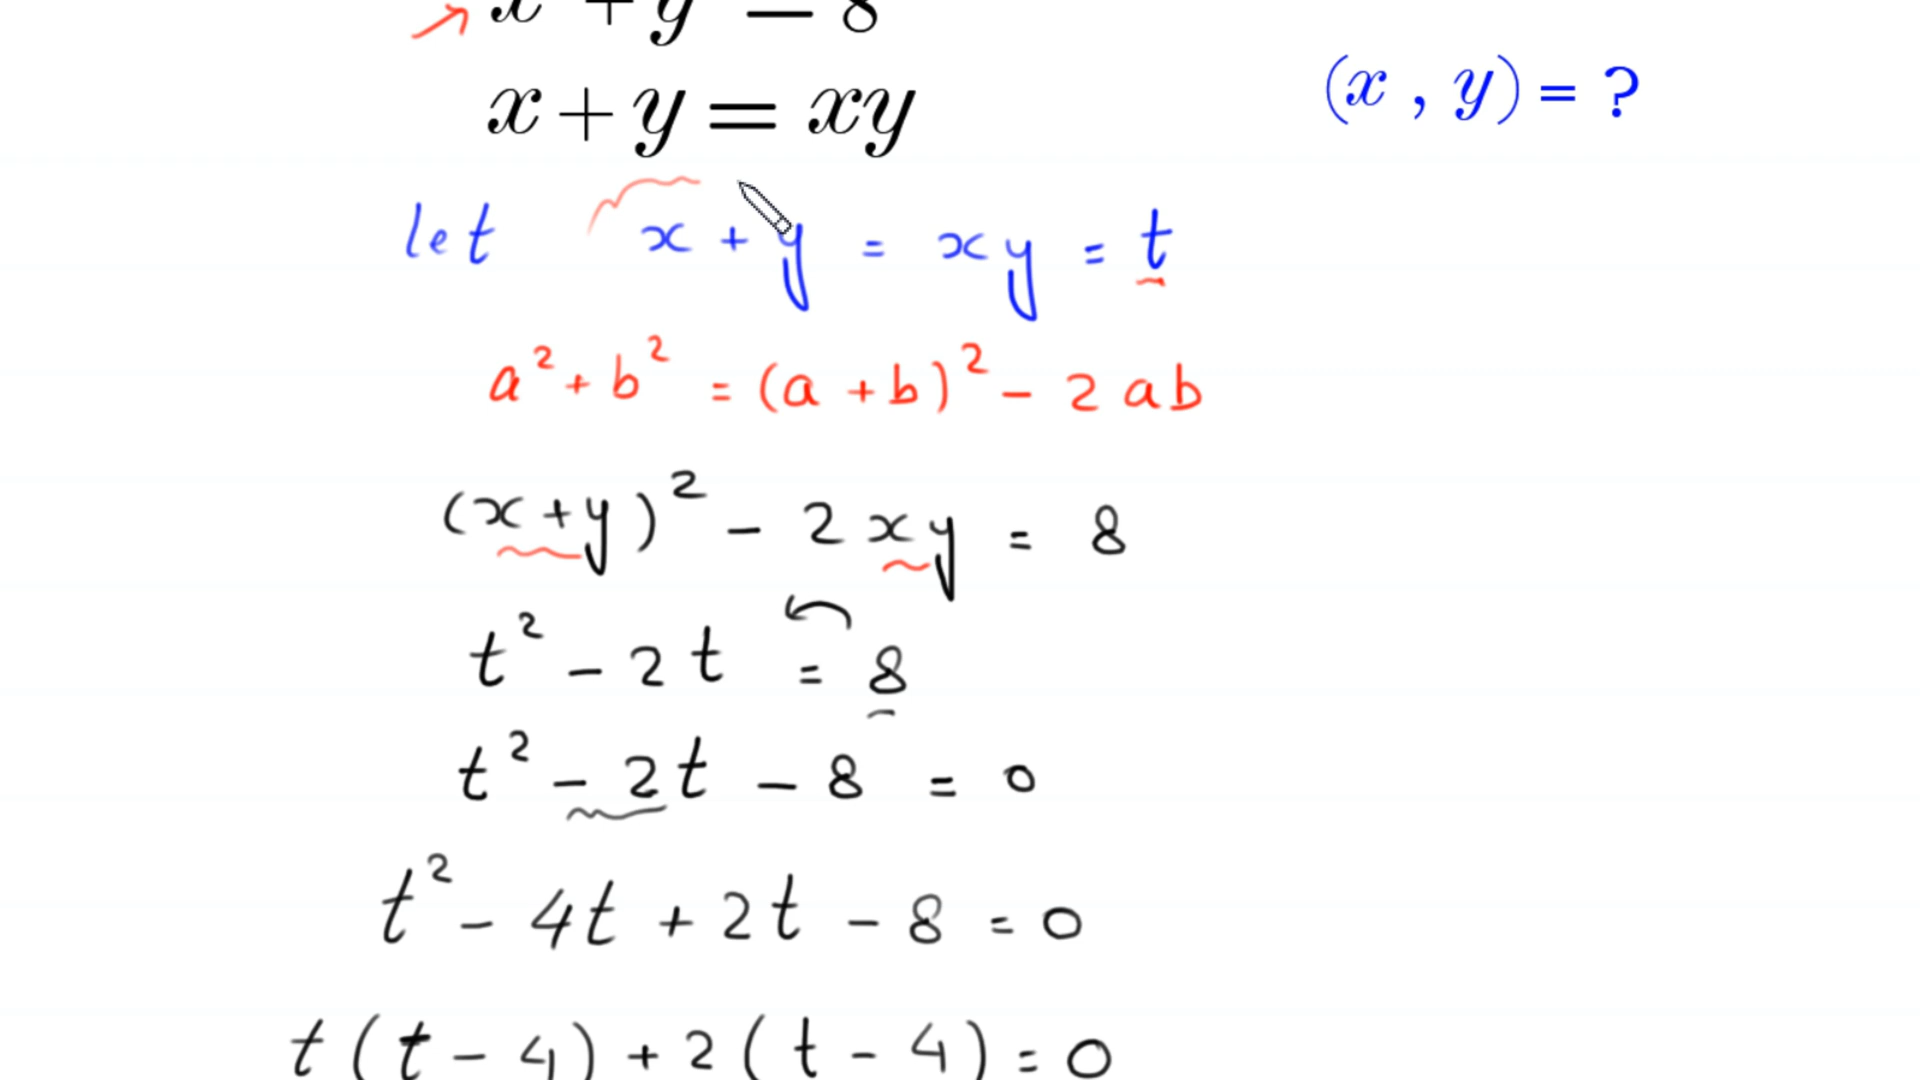 x + y = 8
x + y = xy
(x , y) = ?
let x + y = xy = t
a² + b² = (a + b)² - 2ab
(x + y)² - 2xy = 8
t² - 2t = 8
t² - 2t - 8 = 0
t² - 4t + 2t - 8 = 0
t(t - 4) + 2(t - 4) = 0